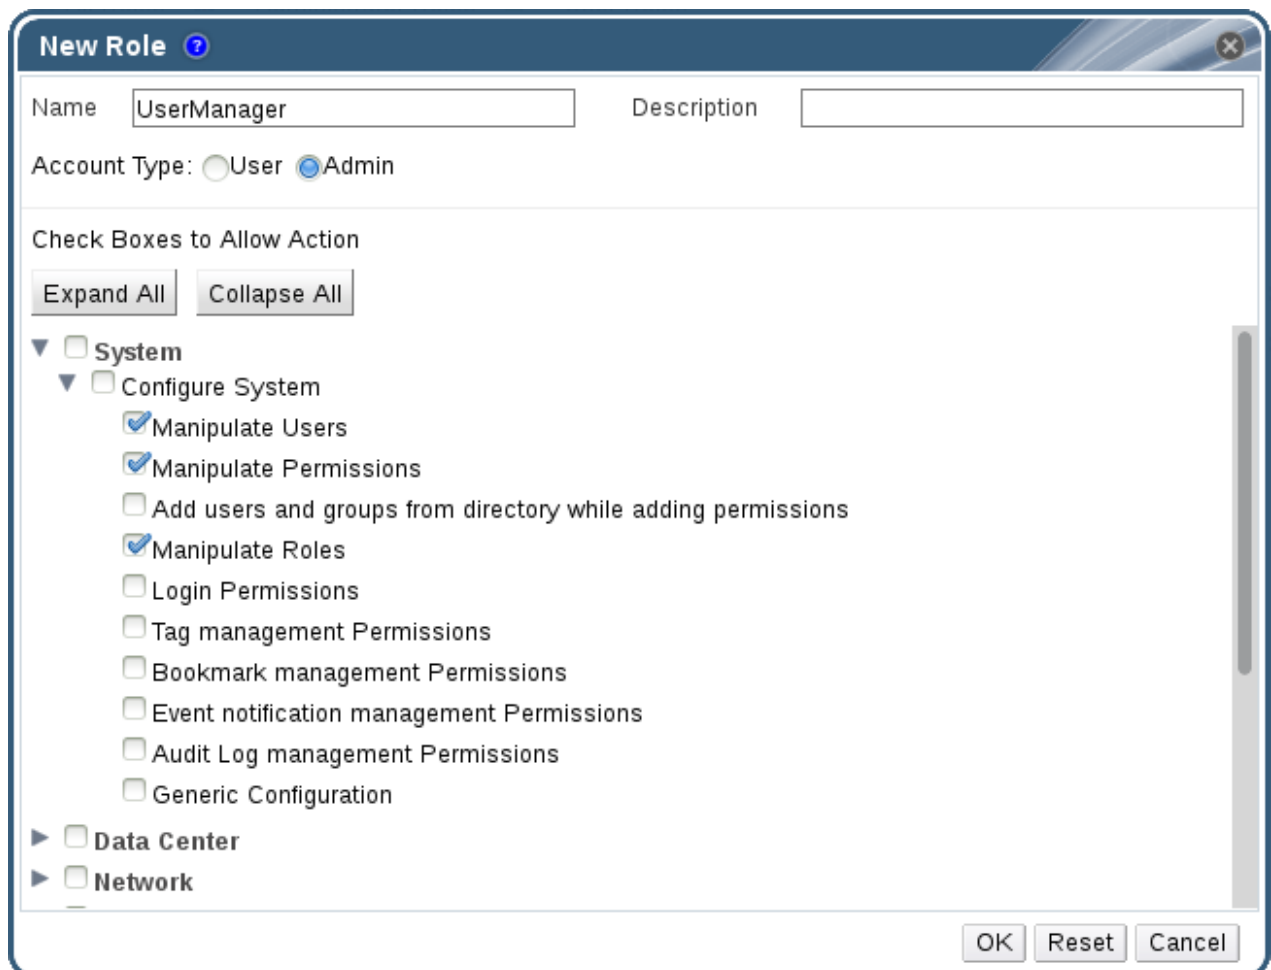 New Role ?
Name UserManager Description
Account Type: User Admin
Check Boxes to Allow Action
Expand All Collapse All
System
Configure System
Manipulate Users
Manipulate Permissions
Add users and groups from directory while adding permissions
Manipulate Roles
Login Permissions
Tag management Permissions
Bookmark management Permissions
Event notification management Permissions
Audit Log management Permissions
Generic Configuration
Data Center
Network
OK Reset Cancel